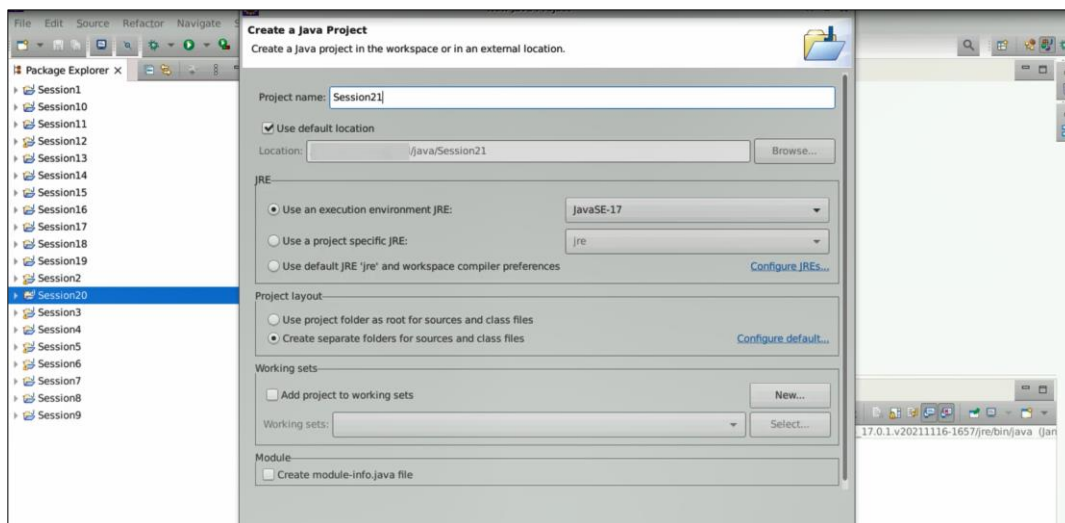 File Edit Source Refactor Navigate
Package Explorer
Session1
Session10
Session11
Session12
Session13
Session14
Session15
Session16
Session17
Session18
Session19
Session2
Session20
Session3
Session4
Session5
Session6
Session7
Session8
Session9
Create a Java Project
Create a Java project in the workspace or in an external location.
Project name: Session21
Use default location
Location: /java/Session21 Browse...
JRE
Use an execution environment JRE: JavaSE-17
Use a project specific JRE: jre
Use default JRE 'jre' and workspace compiler preferences Configure JREs...
Project layout
Use project folder as root for sources and class files
Create separate folders for sources and class files Configure default...
Working sets
Add project to working sets New...
Working sets: Select...
Module
Create module-info.java file
_17.0.1.v20211116-1657/jre/bin/java (Jan